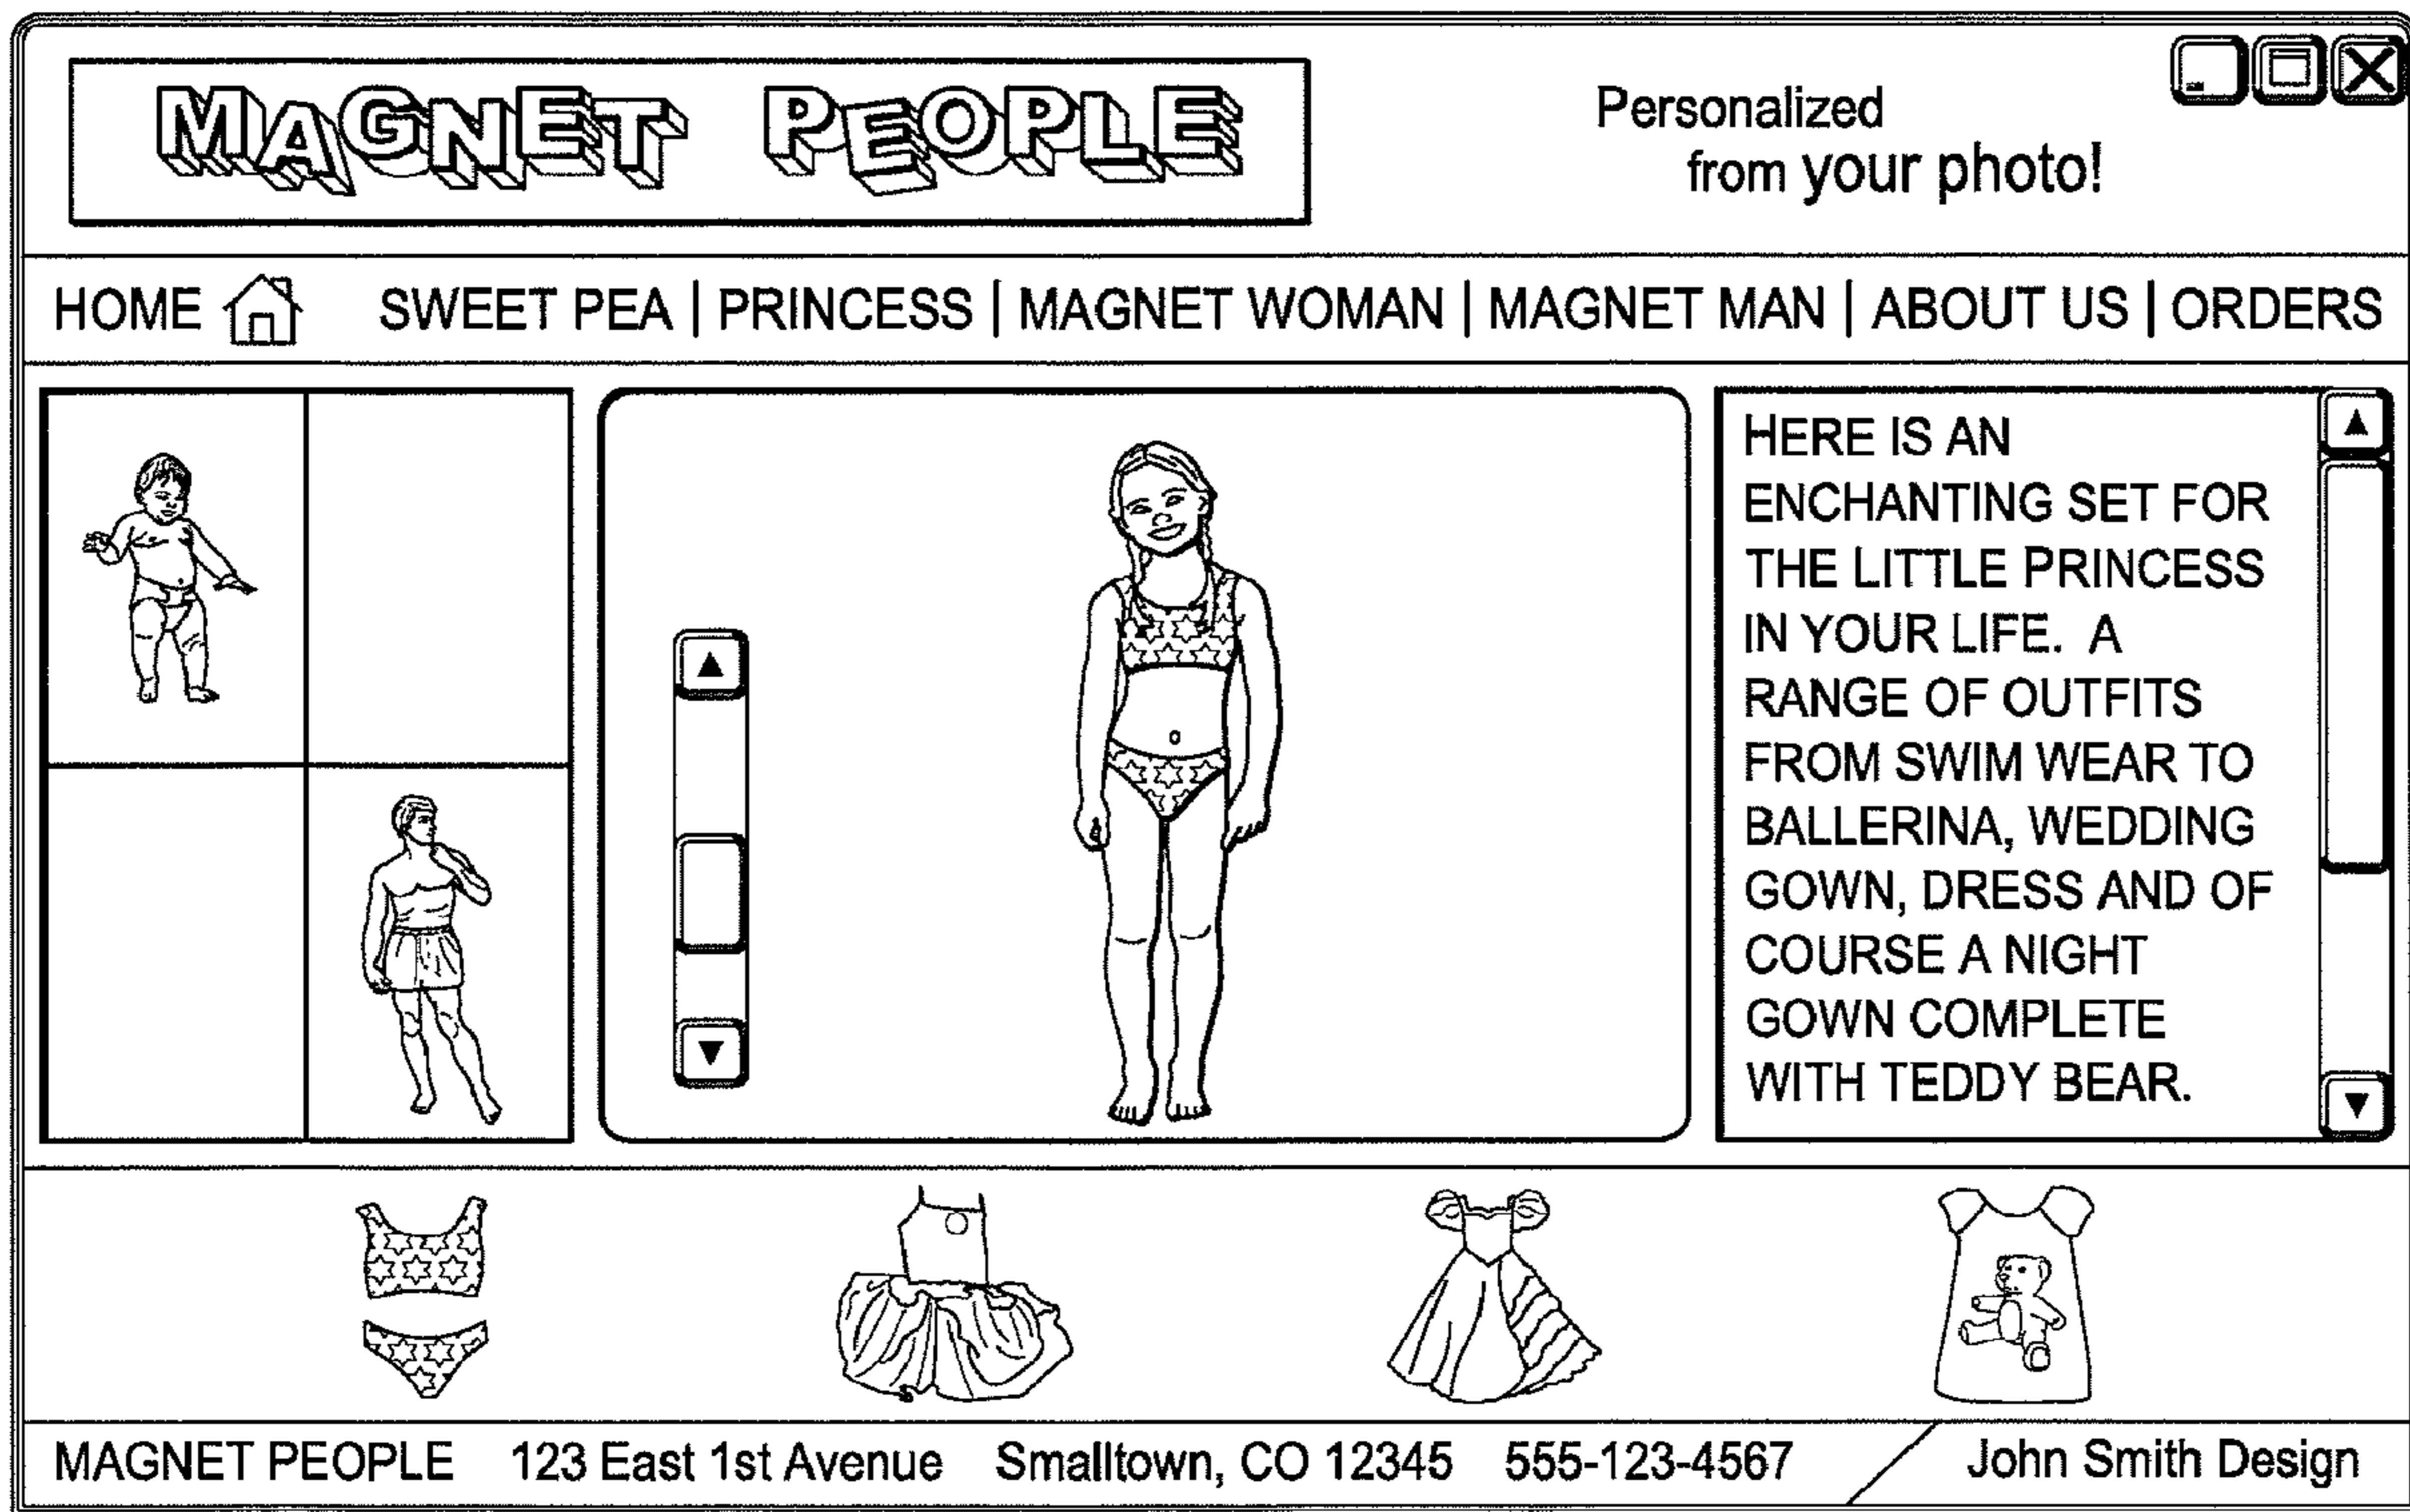 MAGNET PEOPLE
Personalized
from your photo!
HOME SWEET PEA | PRINCESS | MAGNET WOMAN | MAGNET MAN | ABOUT US | ORDERS
HERE IS AN
ENCHANTING SET FOR
THE LITTLE PRINCESS
IN YOUR LIFE. A
RANGE OF OUTFITS
FROM SWIM WEAR TO
BALLERINA, WEDDING
GOWN, DRESS AND OF
COURSE A NIGHT
GOWN COMPLETE
WITH TEDDY BEAR.
MAGNET PEOPLE 123 East 1st Avenue Smalltown, CO 12345 555-123-4567 John Smith Design